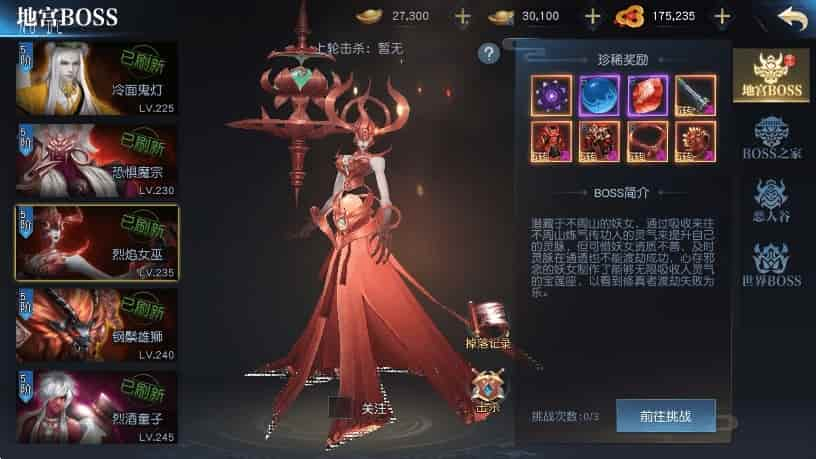 地宫BOSS
27,300
30,100
175,235
5阶
已刷新
冷面鬼灯
LV.225
5阶
已刷新
恐惧魔宗
LV.230
5阶
已刷新
烈焰女巫
LV.235
5阶
已刷新
钢鬃雄狮
LV.240
5阶
已刷新
烈酒童子
LV.245
上轮击杀：暂无
?
掉落记录
击杀
关注
珍稀奖励
BOSS简介
潜藏于不周山的妖女，通过吸收来往
不周山炼气传功人的灵气来提升自己
的灵脉，但可惜妖女资质不善，及时
灵脉在通透也不能渡劫成功，心存邪
念的妖女制作了能够无限吸收人灵气
的宝莲座，以看到修真者渡劫失败为
乐。
挑战次数:0/3
前往挑战
地宫BOSS
BOSS之家
恶人谷
世界BOSS